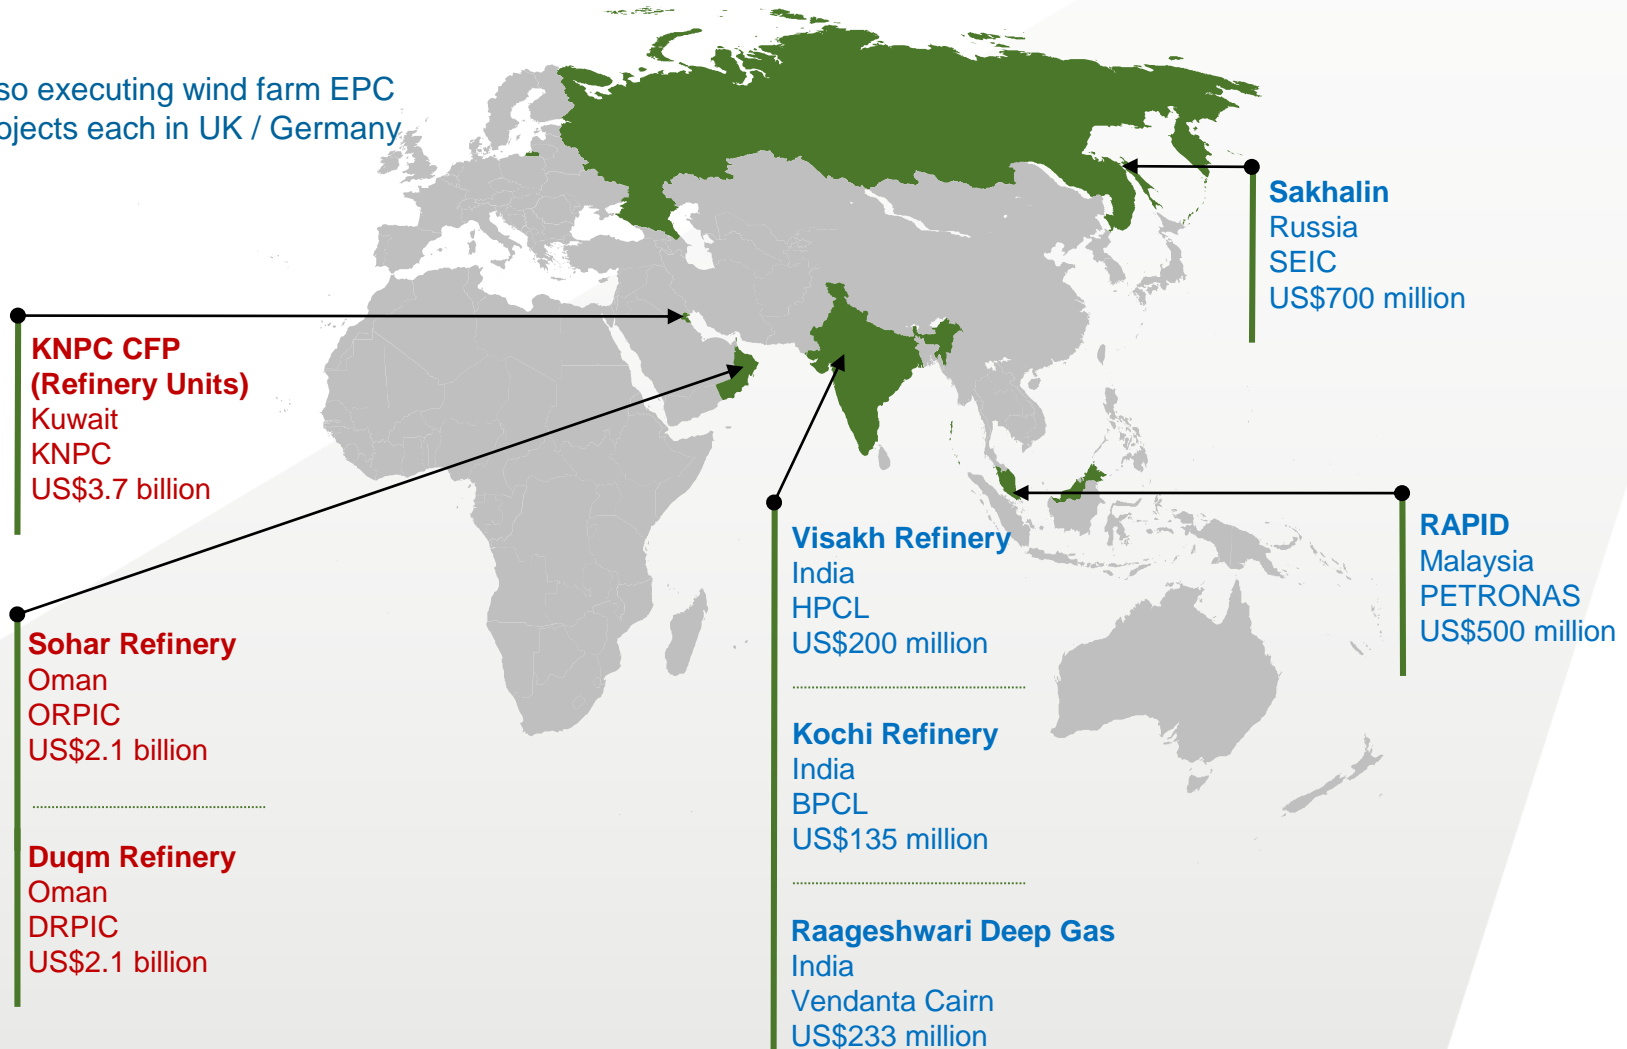 so executing wind farm EPC
ojects each in UK / Germany
Sakhalin
Russia
SEIC
US$700 million
KNPC CFP
(Refinery Units)
Kuwait
KNPC
US$3.7 billion
Sohar Refinery
Oman
ORPIC
US$2.1 billion
Duqm Refinery
Oman
DRPIC
US$2.1 billion
Visakh Refinery
India
HPCL
US$200 million
Kochi Refinery
India
BPCL
US$135 million
Raageshwari Deep Gas
India
Vendanta Cairn
US$233 million
RAPID
Malaysia
PETRONAS
US$500 million